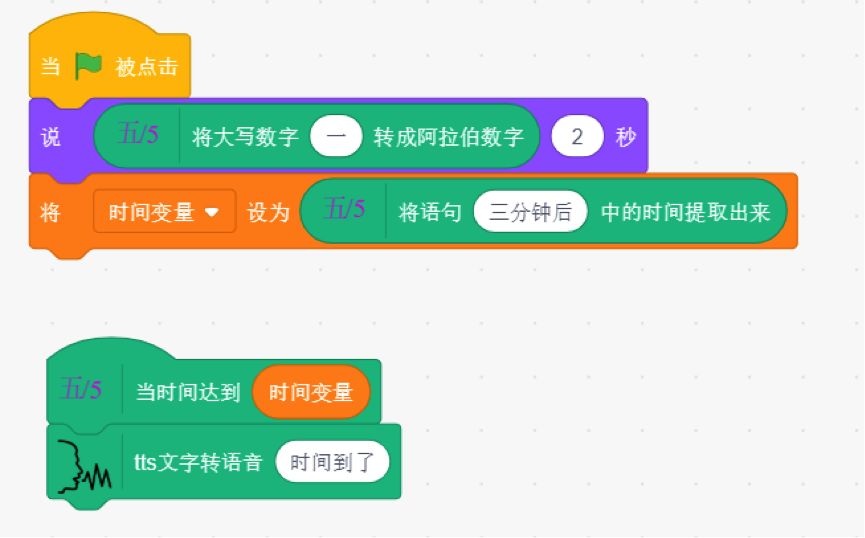 当 被点击
说 五/5 将大写数字 一 转成阿拉伯数字 2 秒
将 时间变量 设为 五/5 将语句 三分钟后 中的时间提取出来
五/5 当时间达到 时间变量
tts文字转语音 时间到了